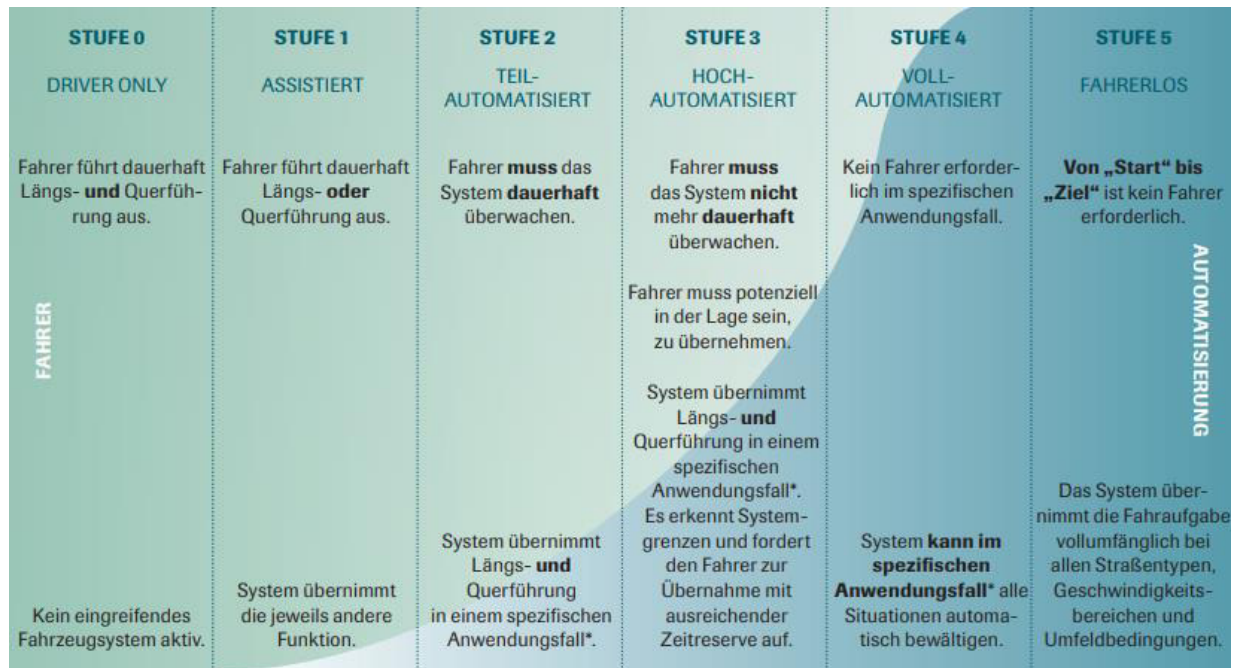 STUFE 0
DRIVER ONLY
Fahrer führt dauerhaft
Längs- und Querfüh-
rung aus.
Kein eingreifendes
Fahrzeugsystem aktiv.
STUFE 1
ASSISTIERT
Fahrer führt dauerhaft
Längs- oder
Querführung aus.
System übernimmt
die jeweils andere
Funktion.
STUFE 2
TEIL-
AUTOMATISIERT
Fahrer muss das
System dauerhaft
überwachen.
System übernimmt
Längs- und
Querführung
in einem spezifischen
Anwendungsfall*.
STUFE 3
HOCH-
AUTOMATISIERT
Fahrer muss
das System nicht
mehr dauerhaft
überwachen.
Fahrer muss potenziell
in der Lage sein,
zu übernehmen.
System übernimmt
Längs- und
Querführung in einem
spezifischen
Anwendungsfall*.
Es erkennt System-
grenzen und fordert
den Fahrer zur
Übernahme mit
ausreichender
Zeitreserve auf.
STUFE 4
VOLL-
AUTOMATISIERT
Kein Fahrer erforder-
lich im spezifischen
Anwendungsfall.
System kann im
spezifischen
Anwendungsfall* alle
Situationen automa-
tisch bewältigen.
STUFE 5
FAHRERLOS
Von „Start“ bis
„Ziel“ ist kein Fahrer
erforderlich.
Das System über-
nimmt die Fahraufgabe
vollumfänglich bei
allen Straßentypen,
Geschwindigkeits-
bereichen und
Umfeldbedingungen.
FAHRER
AUTOMATISIERUNG